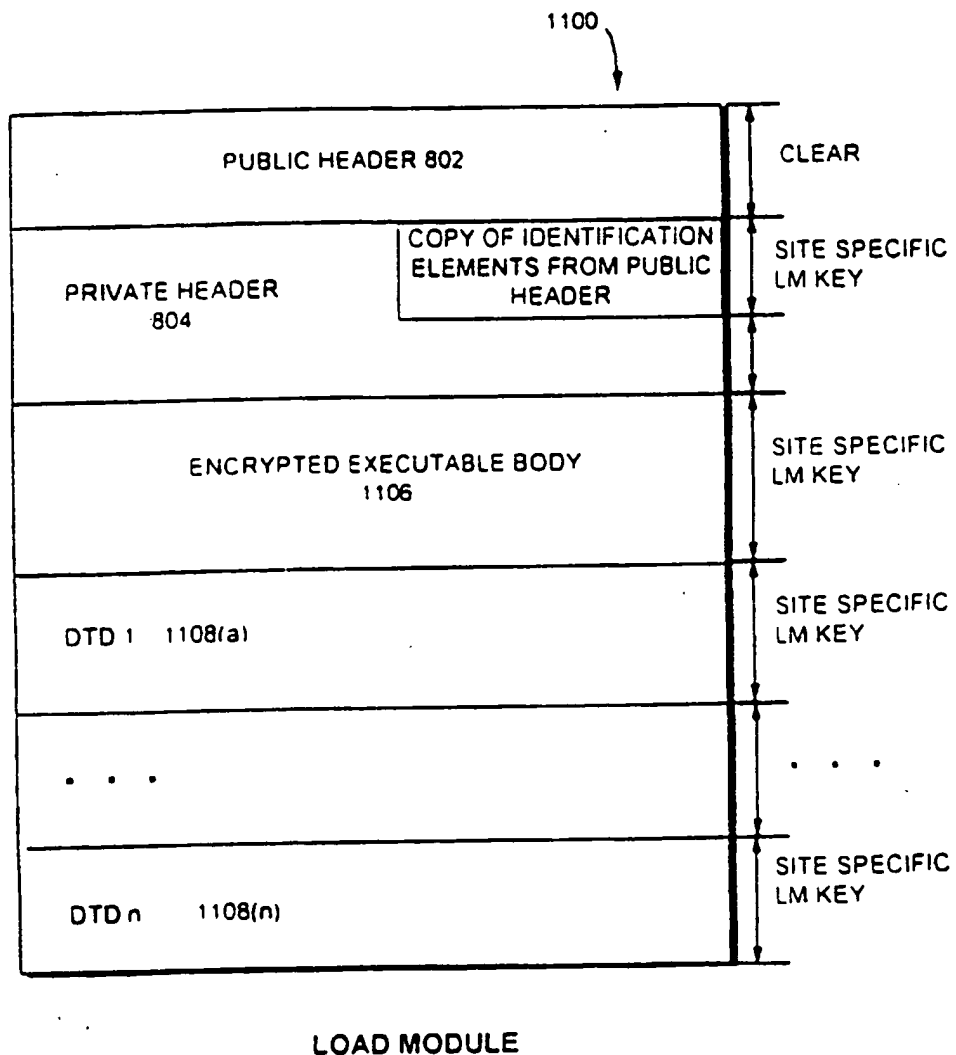 1100
PUBLIC HEADER 802
CLEAR
PRIVATE HEADER
804
COPY OF IDENTIFICATION
ELEMENTS FROM PUBLIC
HEADER
SITE SPECIFIC
LM KEY
ENCRYPTED EXECUTABLE BODY
1106
SITE SPECIFIC
LM KEY
DTD 1 1108(a)
SITE SPECIFIC
LM KEY
. . .
. . .
DTD n 1108(n)
SITE SPECIFIC
LM KEY
LOAD MODULE